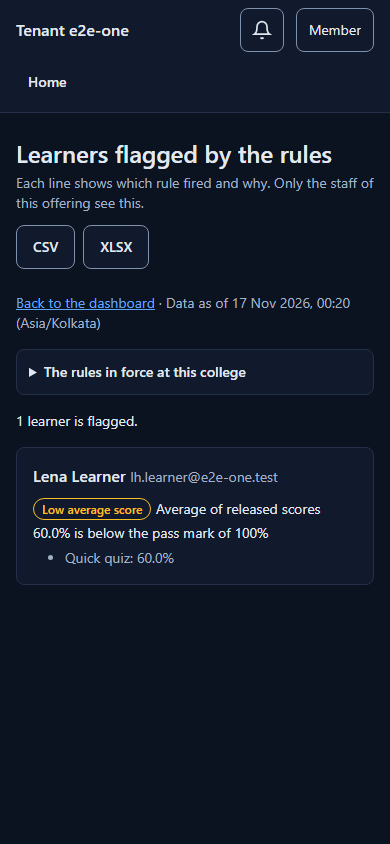 Tenant e2e-one
Member
Home
Learners flagged by the rules
Each line shows which rule fired and why. Only the staff of
this offering see this.
CSV
XLSX
Back to the dashboard · Data as of 17 Nov 2026, 00:20
(Asia/Kolkata)
▶ The rules in force at this college
1 learner is flagged.
Lena Learner lh.learner@e2e-one.test
Low average score Average of released scores
60.0% is below the pass mark of 100%
• Quick quiz: 60.0%